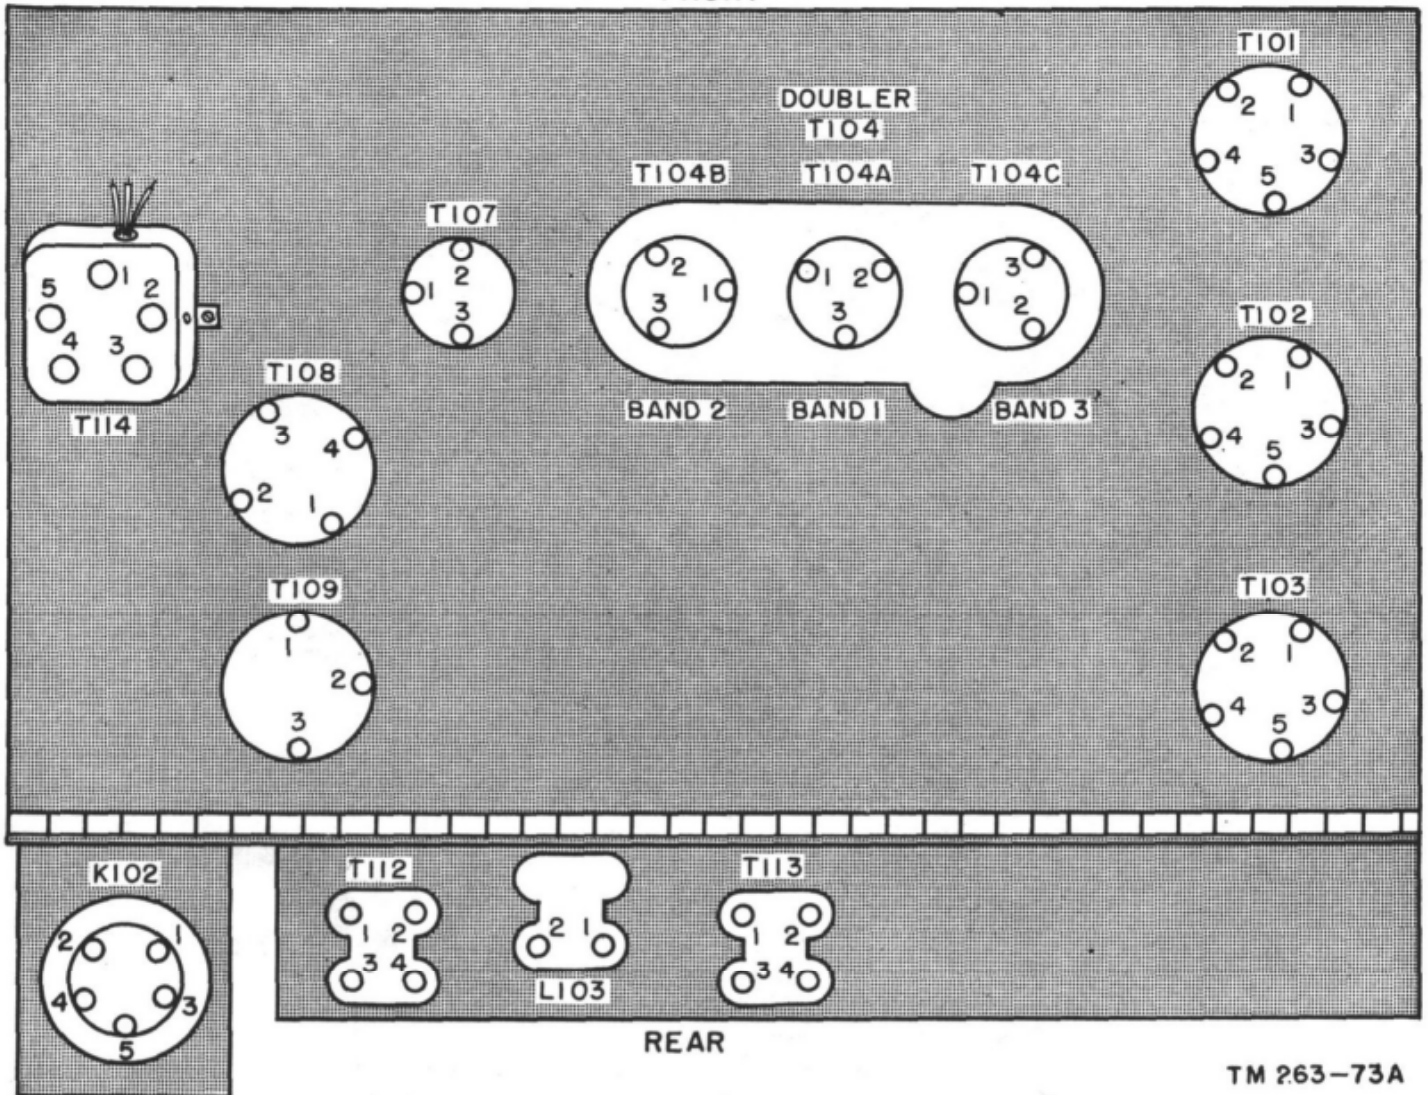 T101
2 1
4 3
5
DOUBLER
T104
T104B T104A T104C
2
3 1
1 2
3
3
1
2
BAND 2 BAND 1 BAND 3
T107
2
1
3
1
5 2
4 3
T114
T108
3 4
2 1
T102
2 1
4 3
5
T109
1
2
3
T103
2 1
4 3
5
K102
2 1
4 3
5
T112
1 2
3 4
2 1
L103
T113
1 2
3 4
REAR
TM 263-73A